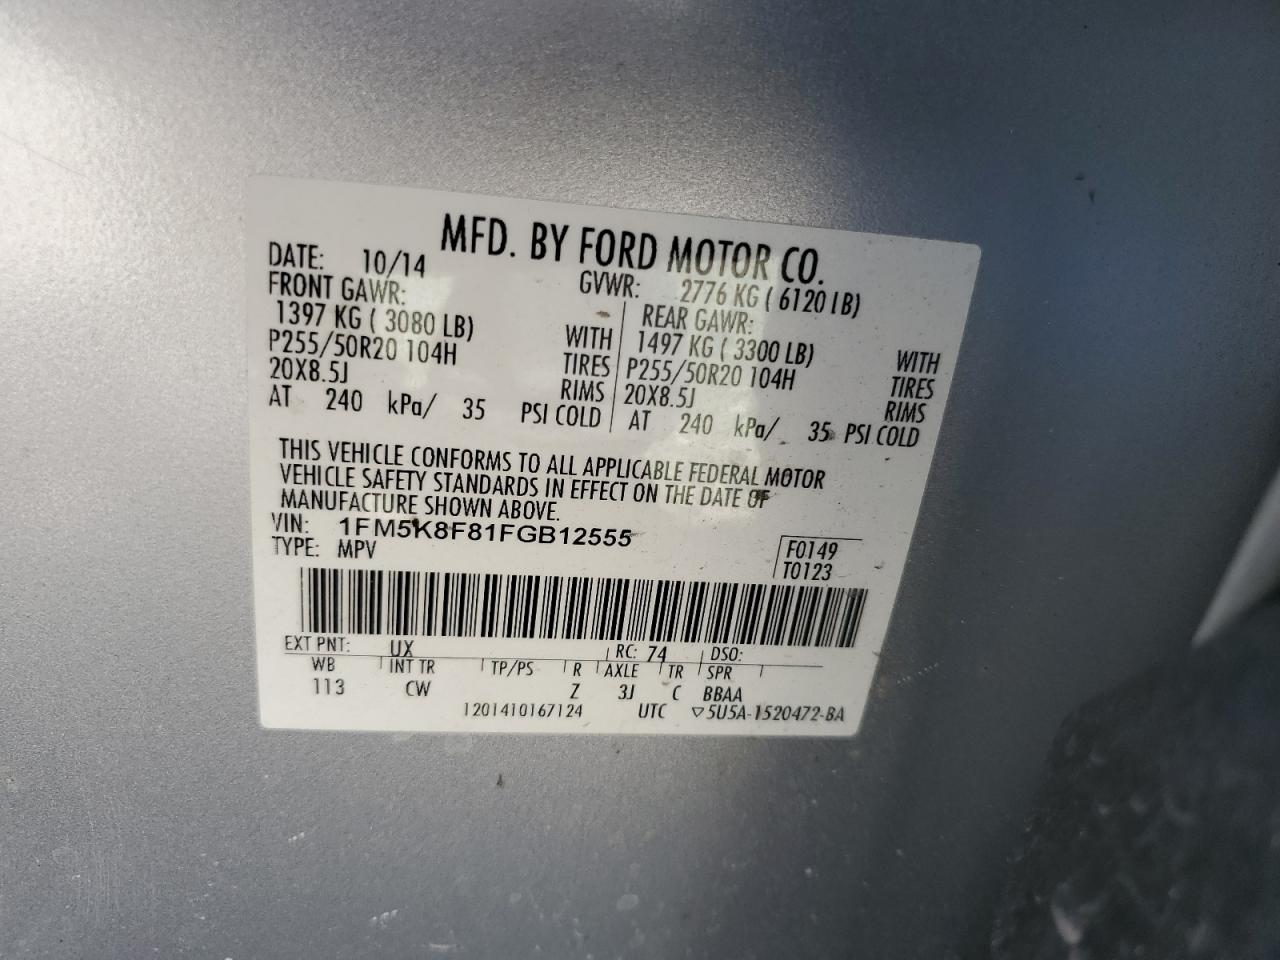 MFD. BY FORD MOTOR CO.
DATE: 10/14 GVWR: 2776 KG ( 6120 LB)
FRONT GAWR: REAR GAWR:
1397 KG ( 3080 LB) WITH 1497 KG ( 3300 LB) WITH
P255/50R20 104H TIRES P255/50R20 104H TIRES
20X8.5J RIMS 20X8.5J RIMS
AT 240 kPa/ 35 PSI COLD AT 240 kPa/ 35 PSI COLD
THIS VEHICLE CONFORMS TO ALL APPLICABLE FEDERAL MOTOR
VEHICLE SAFETY STANDARDS IN EFFECT ON THE DATE OF
MANUFACTURE SHOWN ABOVE.
VIN: 1FM5K8F81FGB12555
TYPE: MPV
F0149
T0123
EXT PNT: UX RC: 74 DSO:
WB INT TR TP/PS R AXLE TR SPR
113 CW Z 3J C BBAA
1201410167124 UTC ▽5U5A-1520472-BA